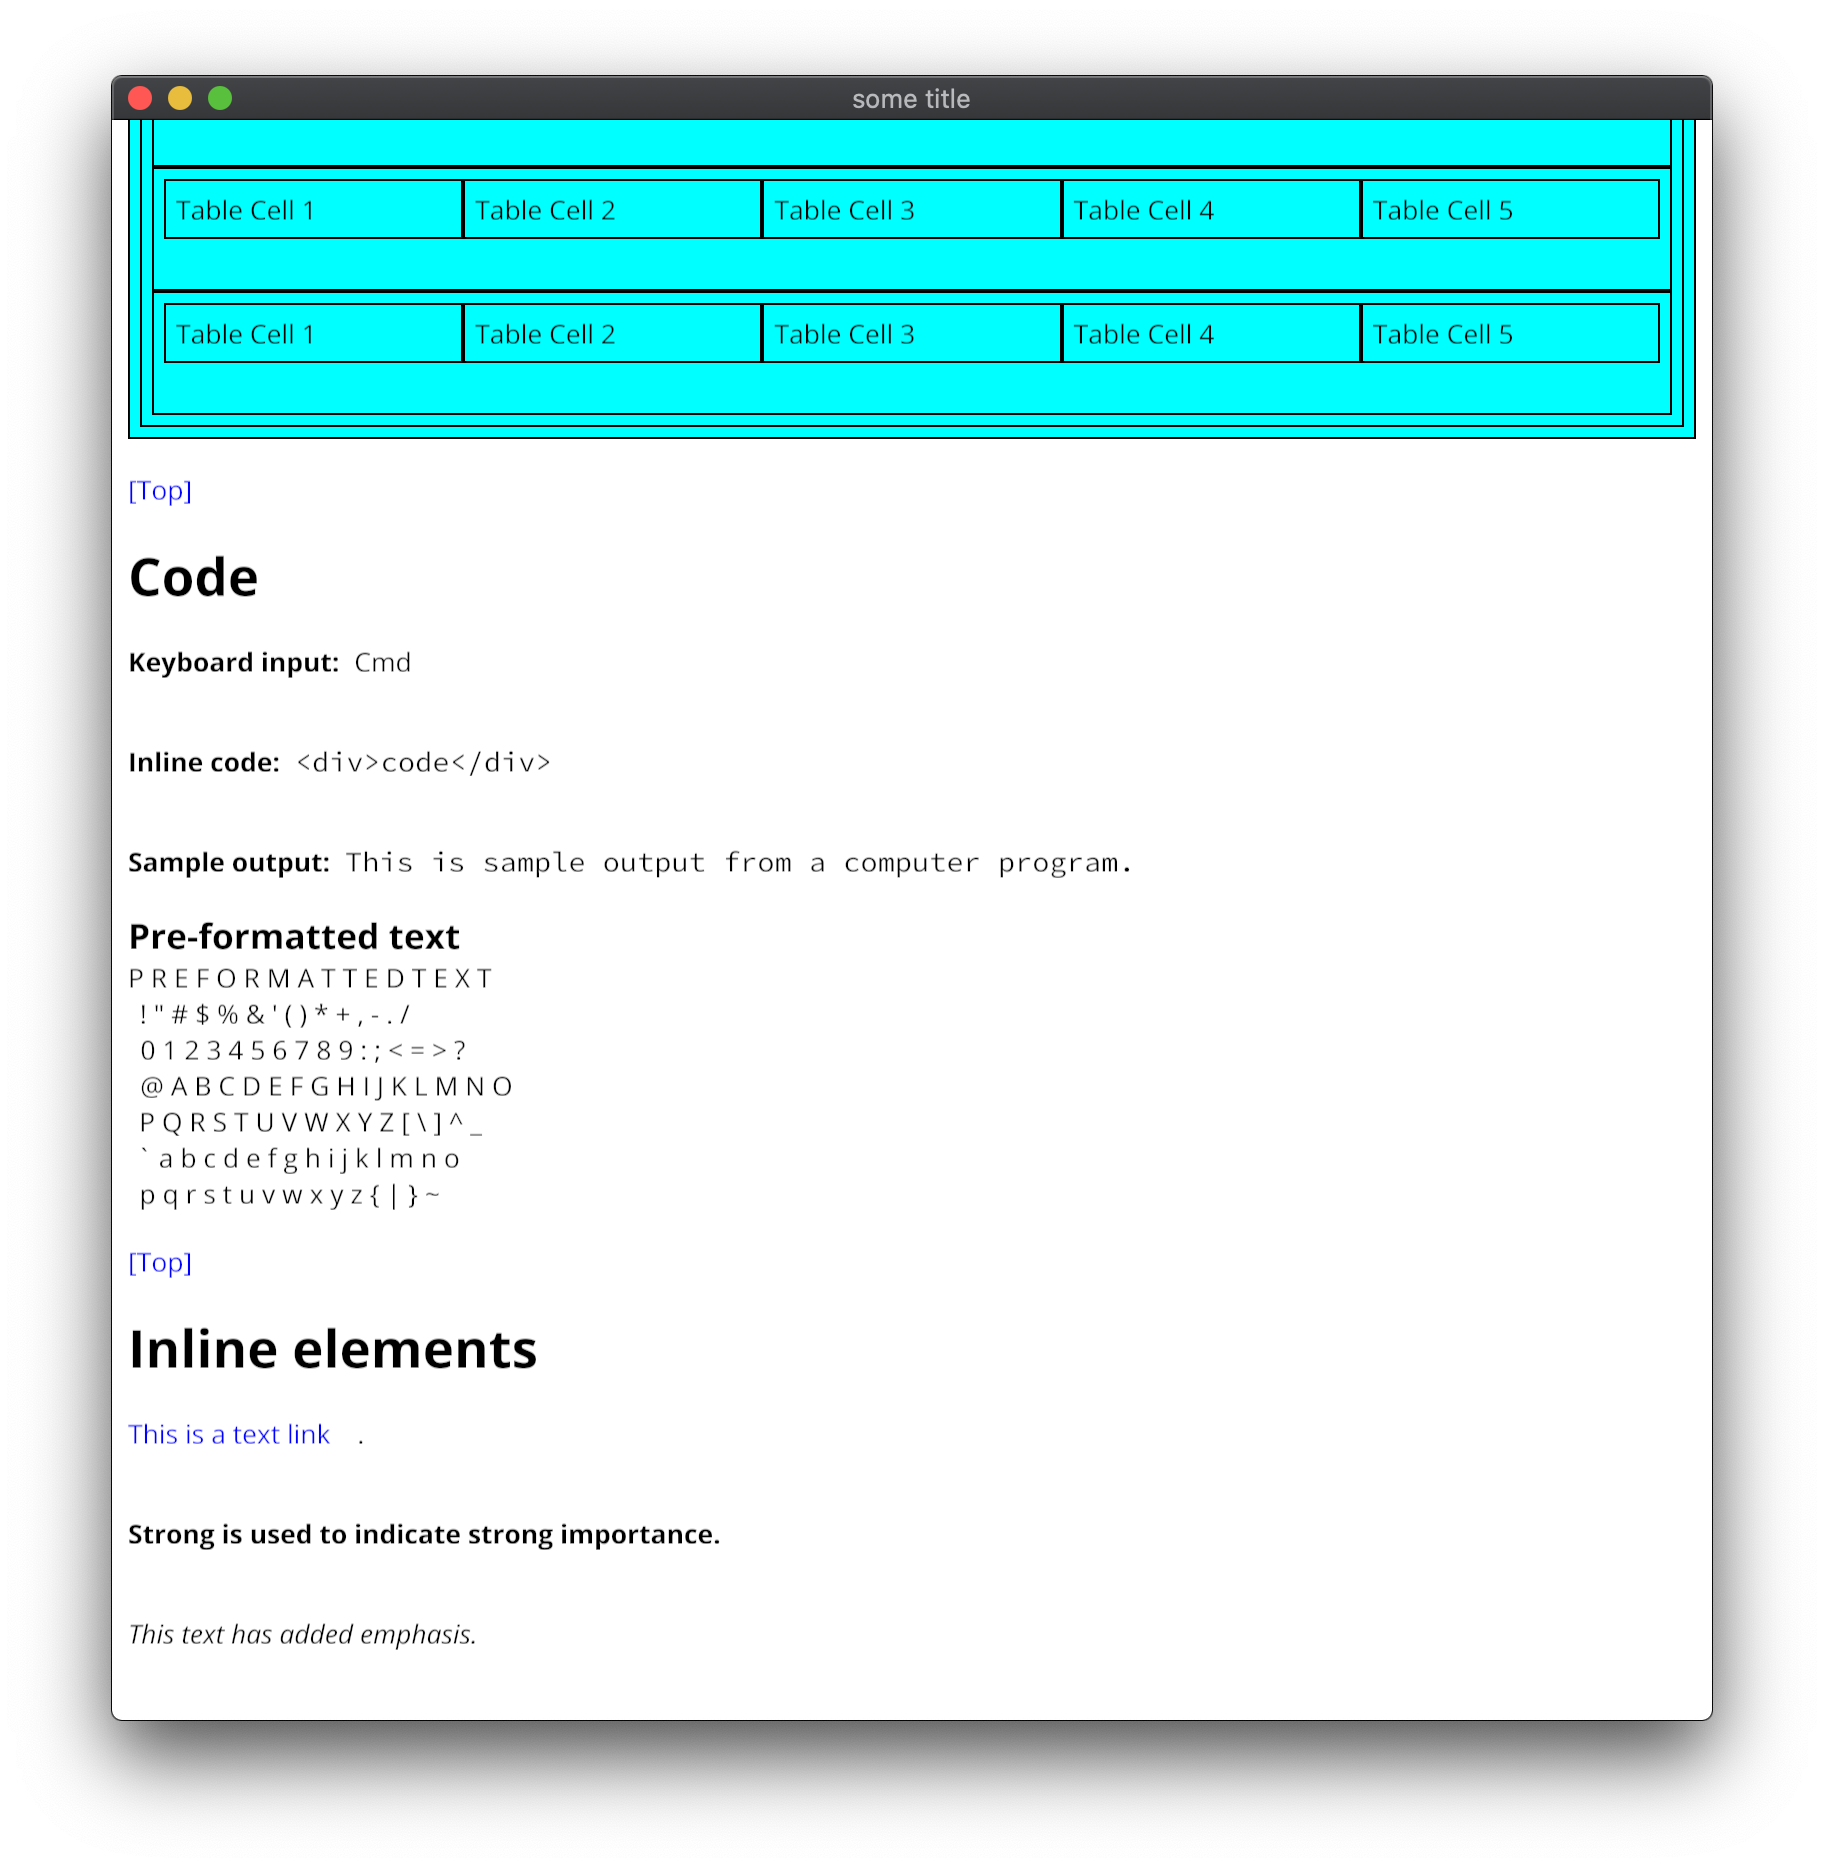 some title
Table Cell 1 Table Cell 2 Table Cell 3 Table Cell 4 Table Cell 5
Table Cell 1 Table Cell 2 Table Cell 3 Table Cell 4 Table Cell 5
[Top]
Code
Keyboard input: Cmd
Inline code: <div>code</div>
Sample output: This is sample output from a computer program.
Pre-formatted text
P R E F O R M A T T E D T E X T
! " # $ % & ' ( ) * + , - . /
0 1 2 3 4 5 6 7 8 9 : ; < = > ?
@ A B C D E F G H I J K L M N O
P Q R S T U V W X Y Z [ \ ] ^ _
` a b c d e f g h i j k l m n o
p q r s t u v w x y z { | } ~
[Top]
Inline elements
This is a text link .
Strong is used to indicate strong importance.
This text has added emphasis.